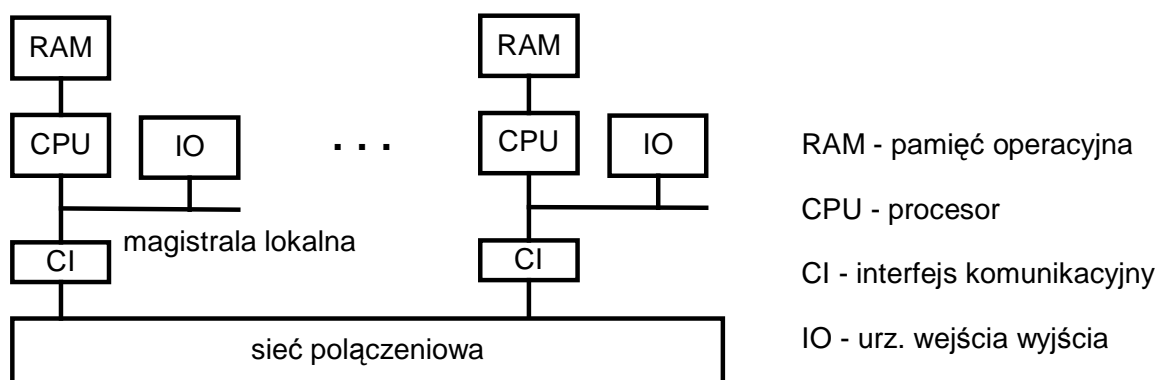 RAM
RAM
CPU
IO
. . .
CPU
IO
RAM - pamięć operacyjna
CPU - procesor
magistrala lokalna
CI
CI
CI - interfejs komunikacyjny
sieć połączeniowa
IO - urz. wejścia wyjścia